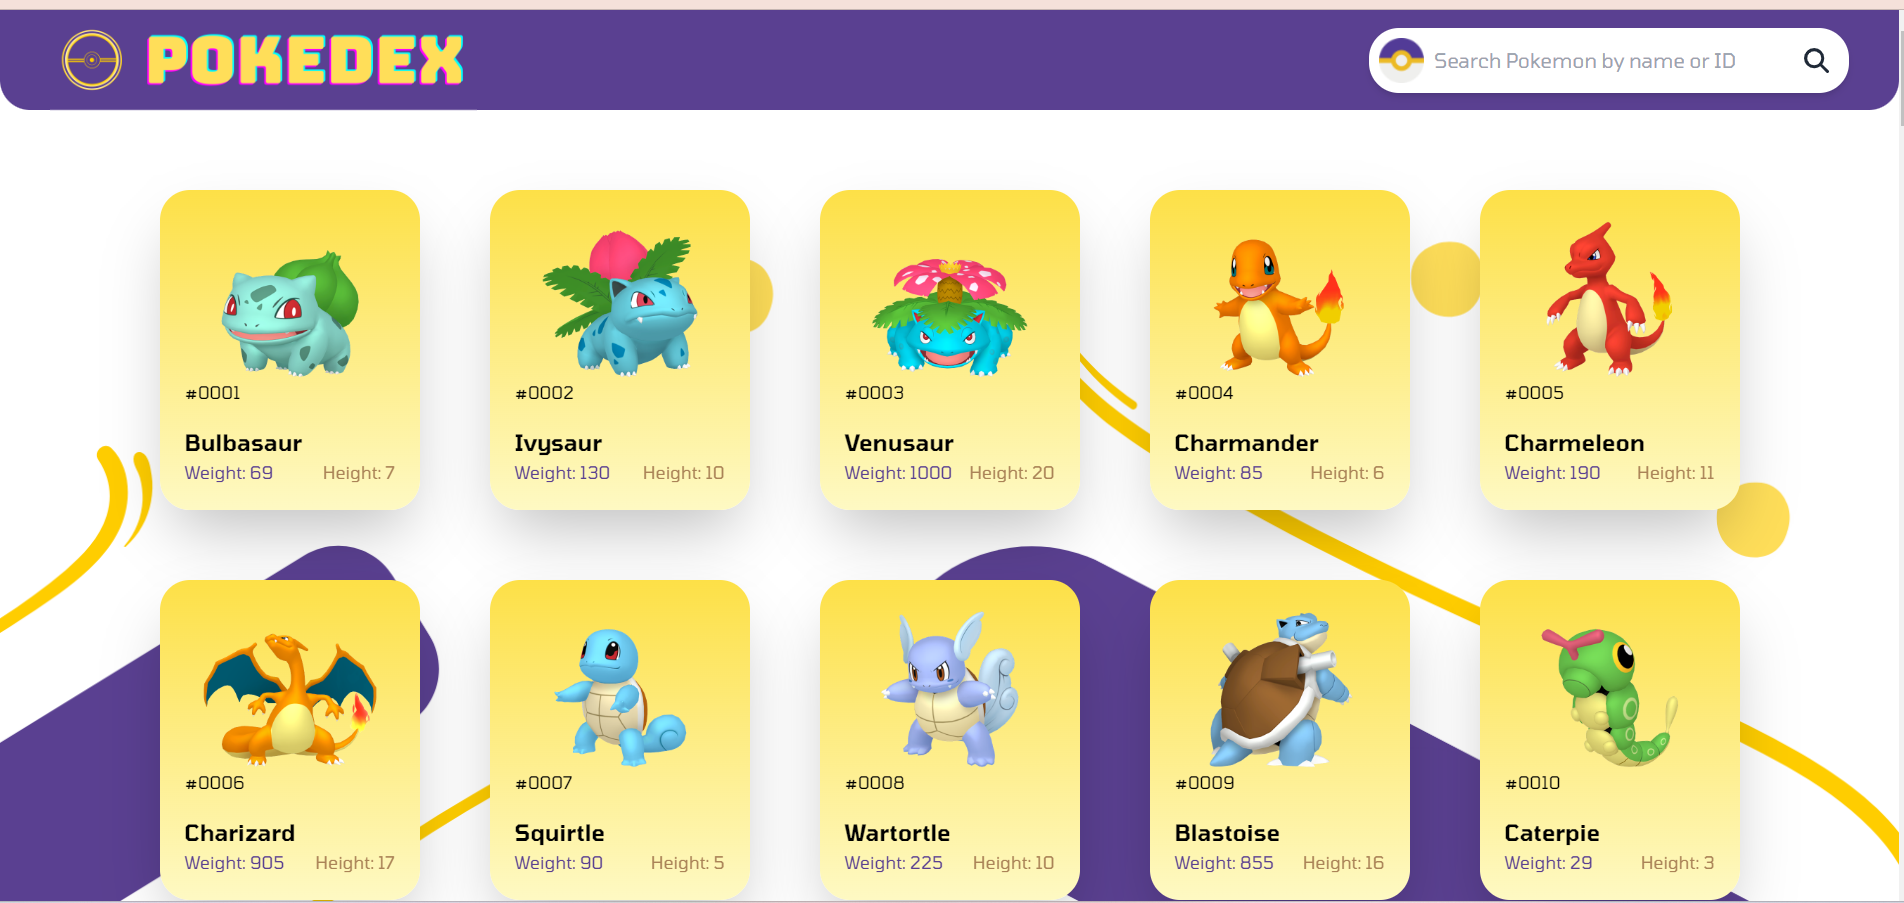 POKEDEX
Search Pokemon by name or ID
#0001
Bulbasaur
Weight: 69 Height: 7
#0002
Ivysaur
Weight: 130 Height: 10
#0003
Venusaur
Weight: 1000 Height: 20
#0004
Charmander
Weight: 85 Height: 6
#0005
Charmeleon
Weight: 190 Height: 11
#0006
Charizard
Weight: 905 Height: 17
#0007
Squirtle
Weight: 90 Height: 5
#0008
Wartortle
Weight: 225 Height: 10
#0009
Blastoise
Weight: 855 Height: 16
#0010
Caterpie
Weight: 29 Height: 3